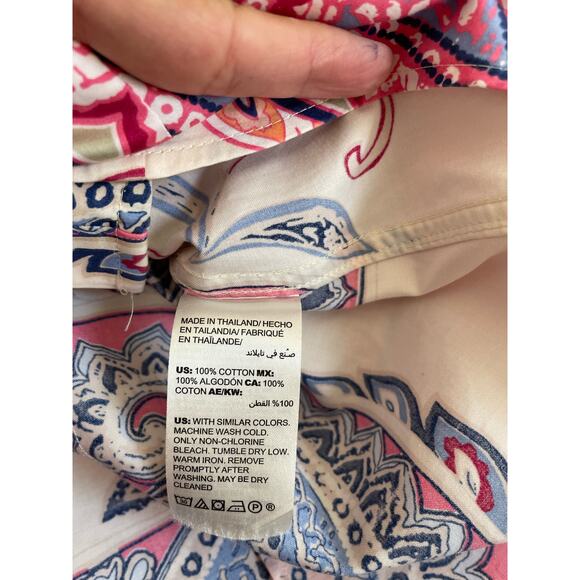 MADE IN THAILAND/ HECHO
EN TAILANDIA/ FABRIQUÉ
EN THAÏLANDE/
صُنع في تايلاند
US: 100% COTTON MX:
100% ALGODÓN CA: 100%
COTON AE/KW:
100% القطن
US: WITH SIMILAR COLORS.
MACHINE WASH COLD.
ONLY NON-CHLORINE
BLEACH. TUMBLE DRY LOW.
WARM IRON. REMOVE
PROMPTLY AFTER
WASHING. MAY BE DRY
CLEANED
P ®